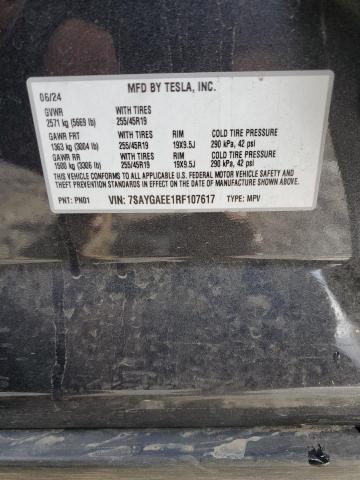 MFD BY TESLA, INC.
06/24
GVWR WITH TIRES
2571 kg (5669 lb) 255/45R19
GAWR FRT WITH TIRES RIM COLD TIRE PRESSURE
1363 kg (3004 lb) 255/45R19 19X9.5J 290 kPa, 42 psi
GAWR RR WITH TIRES RIM COLD TIRE PRESSURE
1500 kg (3306 lb) 255/45R19 19X9.5J 290 kPa, 42 psi
THIS VEHICLE CONFORMS TO ALL APPLICABLE U.S. FEDERAL MOTOR VEHICLE SAFETY
AND THEFT PREVENTION STANDARDS IN EFFECT ON THE DATE OF MANUFACTURE SHOWN ABOVE.
PNT: PN01 VIN: 7SAYGAEE1RF107617 TYPE: MPV